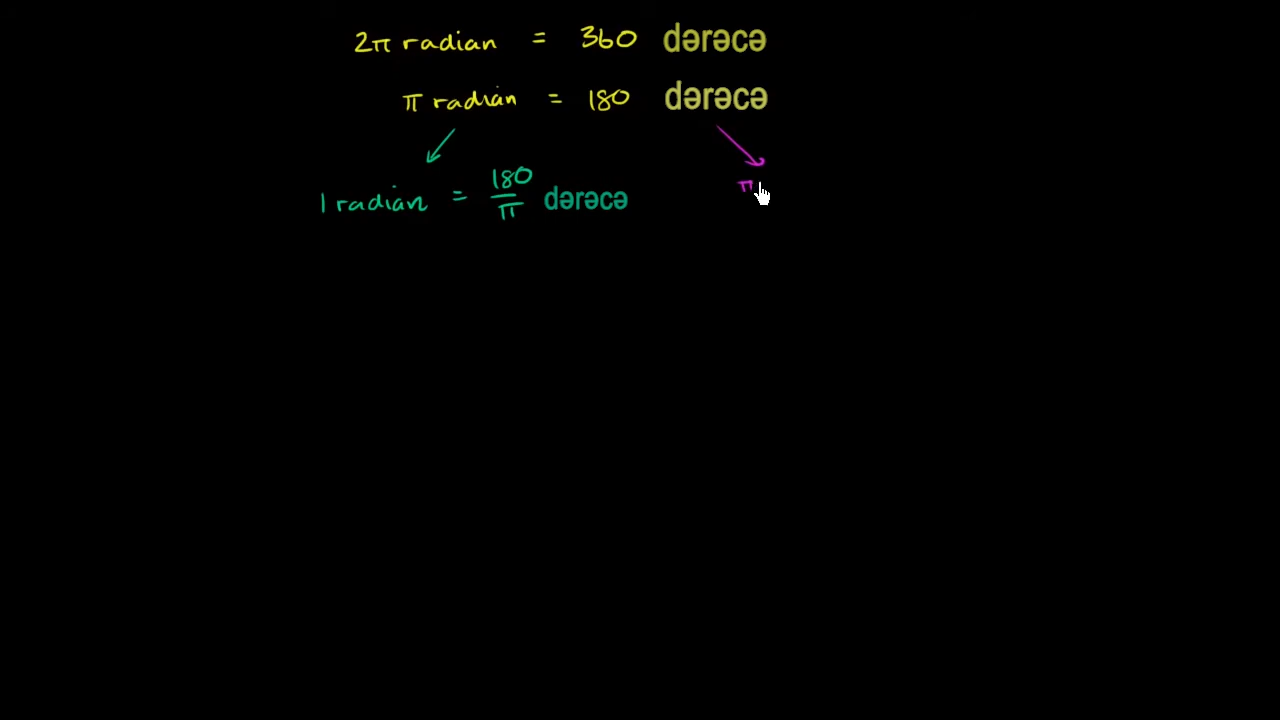 2π radian = 360 dərəcə
π radian = 180 dərəcə
1 radian = 180/π dərəcə
π